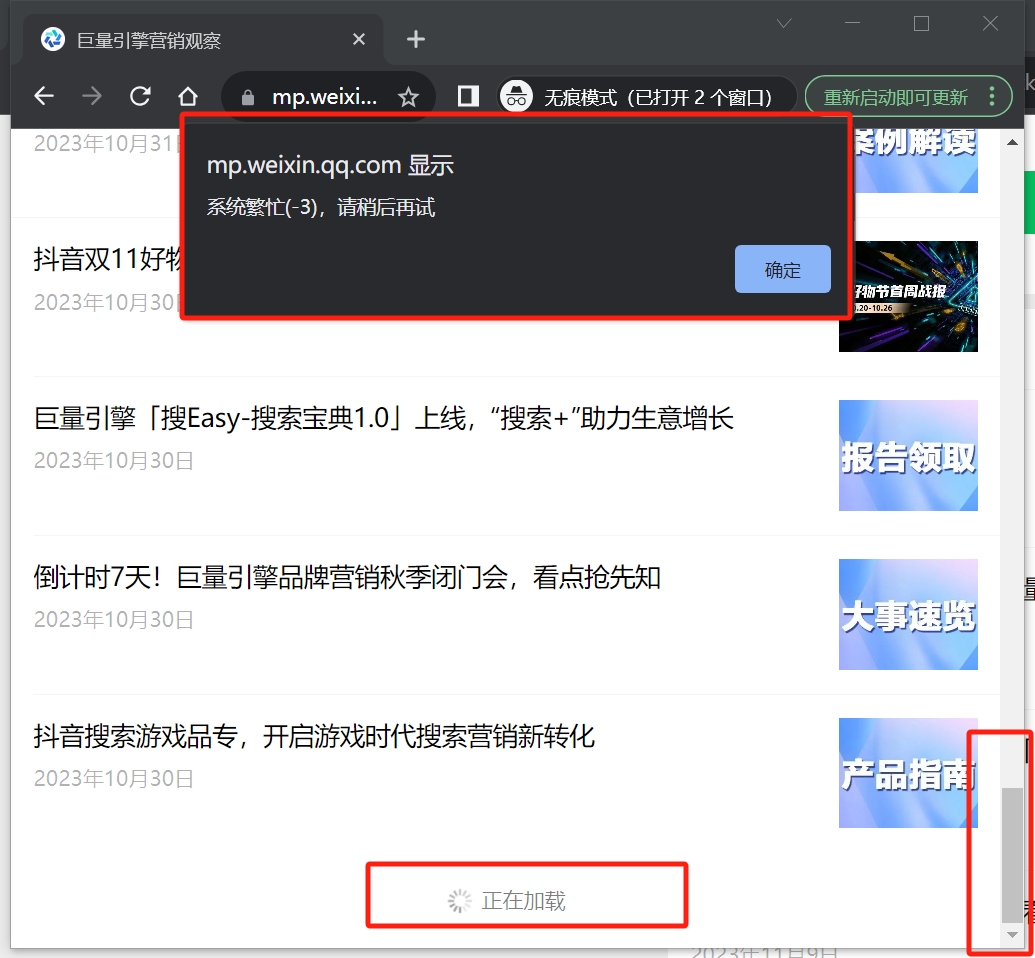 巨量引擎营销观察
mp.weixi...
无痕模式（已打开 2 个窗口）
重新启动即可更新
2023年10月31
案例解读
mp.weixin.qq.com 显示
系统繁忙(-3)，请稍后再试
确定
抖音双11好物
2023年10月30
好物节首周战报
.20-10.26
巨量引擎「搜Easy-搜索宝典1.0」上线，“搜索+”助力生意增长
2023年10月30日
报告领取
倒计时7天！巨量引擎品牌营销秋季闭门会，看点抢先知
2023年10月30日
大事速览
抖音搜索游戏品专，开启游戏时代搜索营销新转化
2023年10月30日
产品指南
正在加载
2023年11月9日